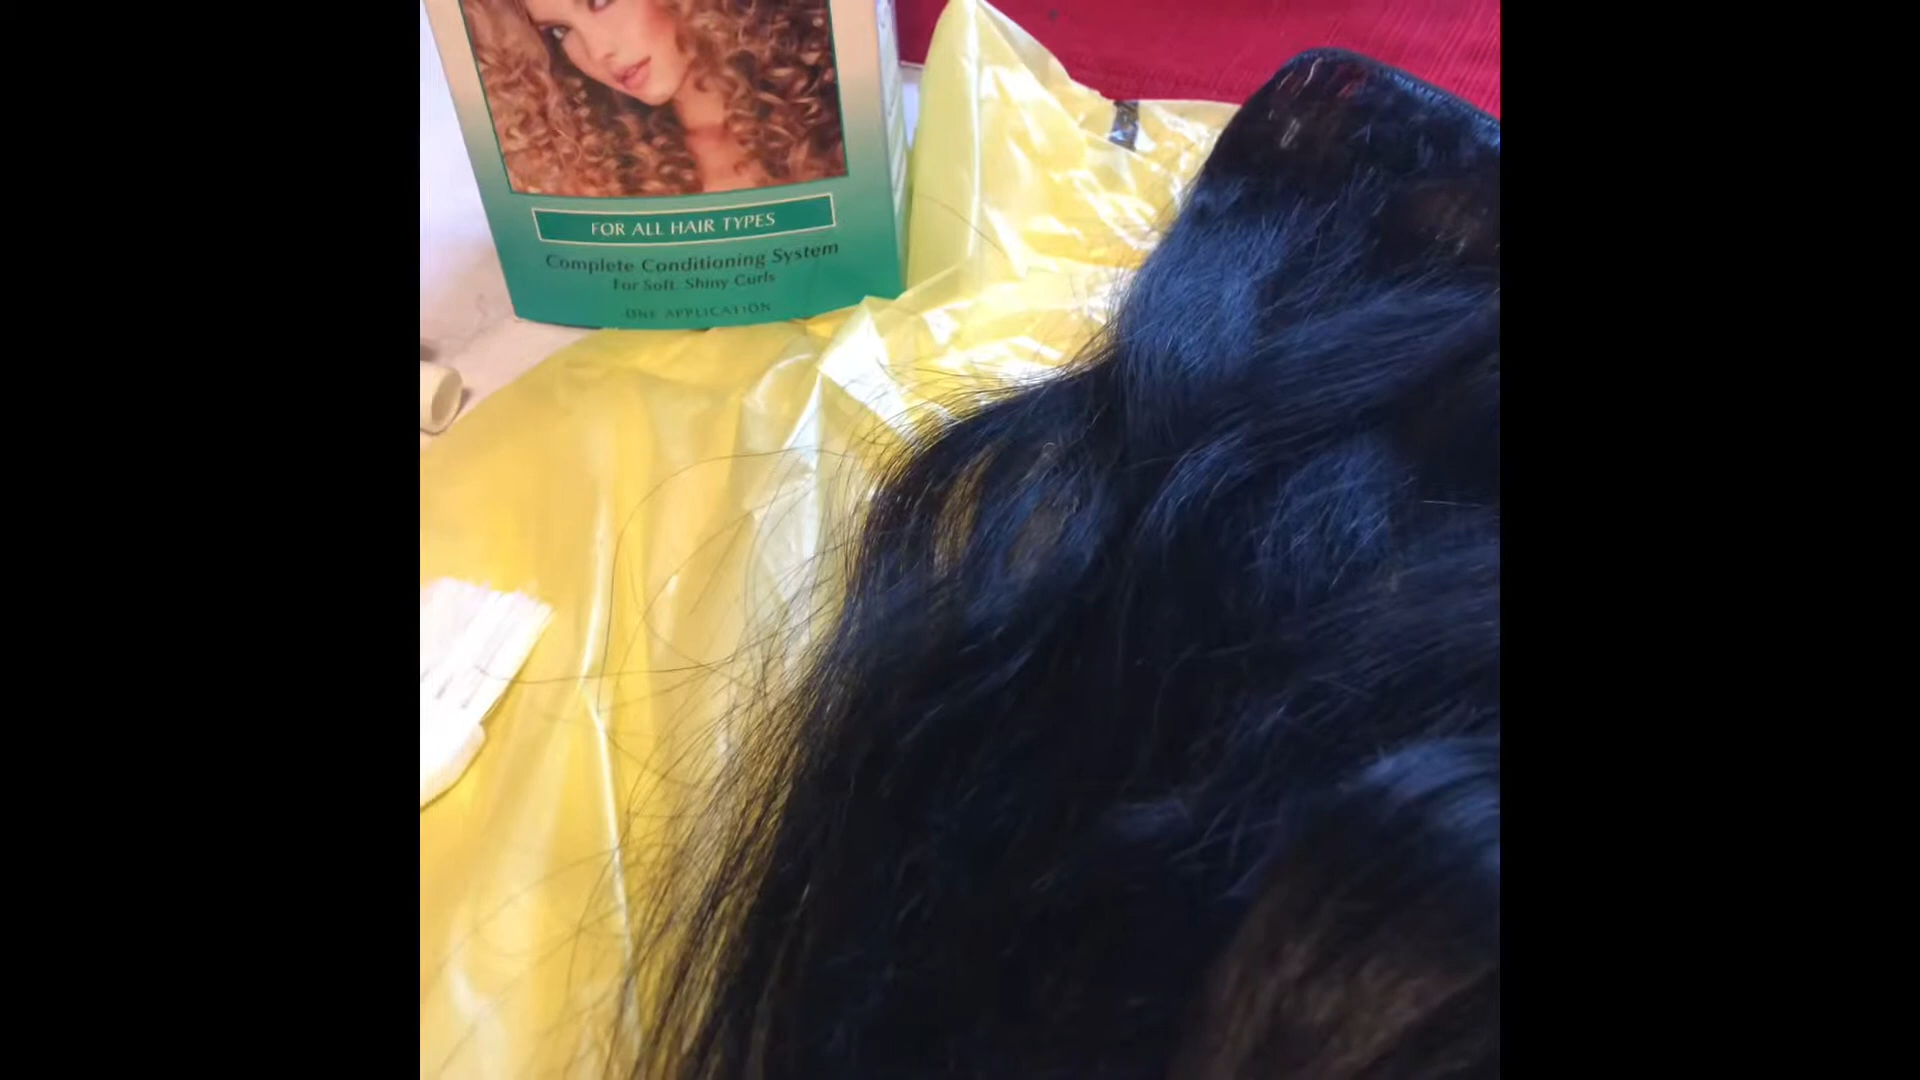 FOR ALL HAIR TYPES
Complete Conditioning System
For Soft, Shiny Curls
ONE APPLICATION